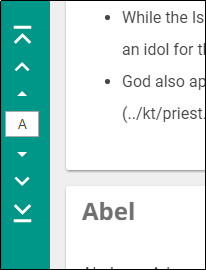 While the Is
an idol for th
God also ap
(../kt/priest.
A
Abel